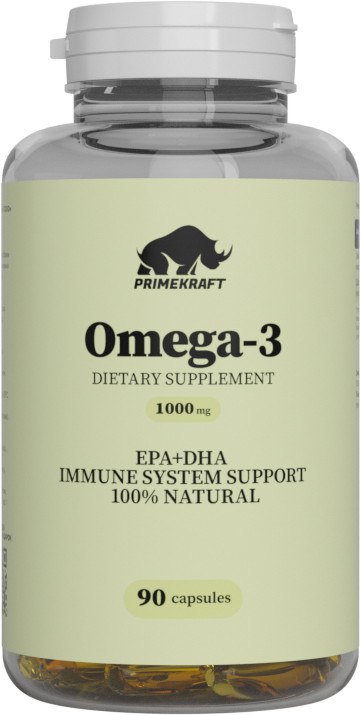 PRIMEKRAFT
Omega-3
DIETARY SUPPLEMENT
1000 mg
EPA+DHA
IMMUNE SYSTEM SUPPORT
100% NATURAL
90 capsules